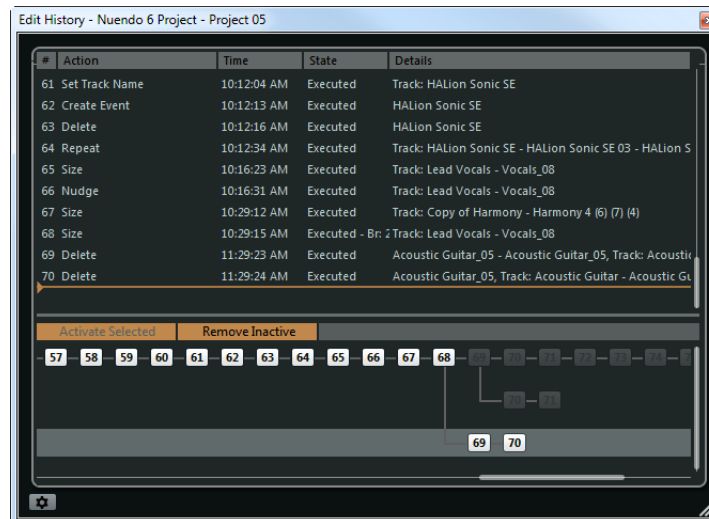 Edit History - Nuendo 6 Project - Project 05
# Action Time State Details
61 Set Track Name 10:12:04 AM Executed Track: HALion Sonic SE
62 Create Event 10:12:13 AM Executed HALion Sonic SE
63 Delete 10:12:16 AM Executed HALion Sonic SE
64 Repeat 10:12:34 AM Executed Track: HALion Sonic SE - HALion Sonic SE 03 - HALion S
65 Size 10:16:23 AM Executed Track: Lead Vocals - Vocals_08
66 Nudge 10:16:31 AM Executed Track: Lead Vocals - Vocals_08
67 Size 10:29:12 AM Executed Track: Copy of Harmony - Harmony 4 (6) (7) (4)
68 Size 10:29:15 AM Executed - Br: 2 Track: Lead Vocals - Vocals_08
69 Delete 11:29:23 AM Executed Acoustic Guitar_05 - Acoustic Guitar_05, Track: Acoustic
70 Delete 11:29:24 AM Executed Acoustic Guitar_05, Track: Acoustic Guitar - Acoustic Gu
Activate Selected Remove Inactive
57 58 59 60 61 62 63 64 65 66 67 68 69 70 71 72 73 74 7
70 71
69 70